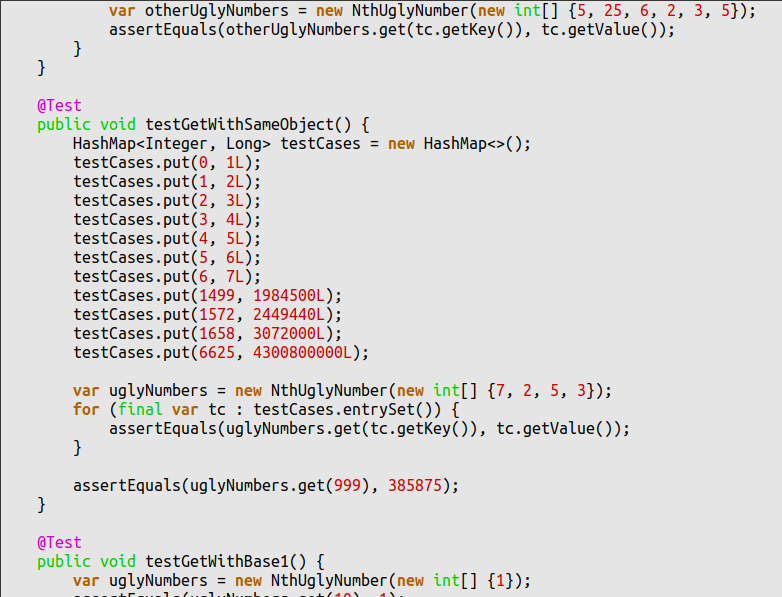 var otherUglyNumbers = new NthUglyNumber(new int[] {5, 25, 6, 2, 3, 5});
assertEquals(otherUglyNumbers.get(tc.getKey()), tc.getValue());
}
}
@Test
public void testGetWithSameObject() {
HashMap<Integer, Long> testCases = new HashMap<>();
testCases.put(0, 1L);
testCases.put(1, 2L);
testCases.put(2, 3L);
testCases.put(3, 4L);
testCases.put(4, 5L);
testCases.put(5, 6L);
testCases.put(6, 7L);
testCases.put(1499, 1984500L);
testCases.put(1572, 2449440L);
testCases.put(1658, 3072000L);
testCases.put(6625, 4300800000L);
var uglyNumbers = new NthUglyNumber(new int[] {7, 2, 5, 3});
for (final var tc : testCases.entrySet()) {
assertEquals(uglyNumbers.get(tc.getKey()), tc.getValue());
}
assertEquals(uglyNumbers.get(999), 385875);
}
@Test
public void testGetWithBase1() {
var uglyNumbers = new NthUglyNumber(new int[] {1});
assertEquals(uglyNumbers.get(10), 1);